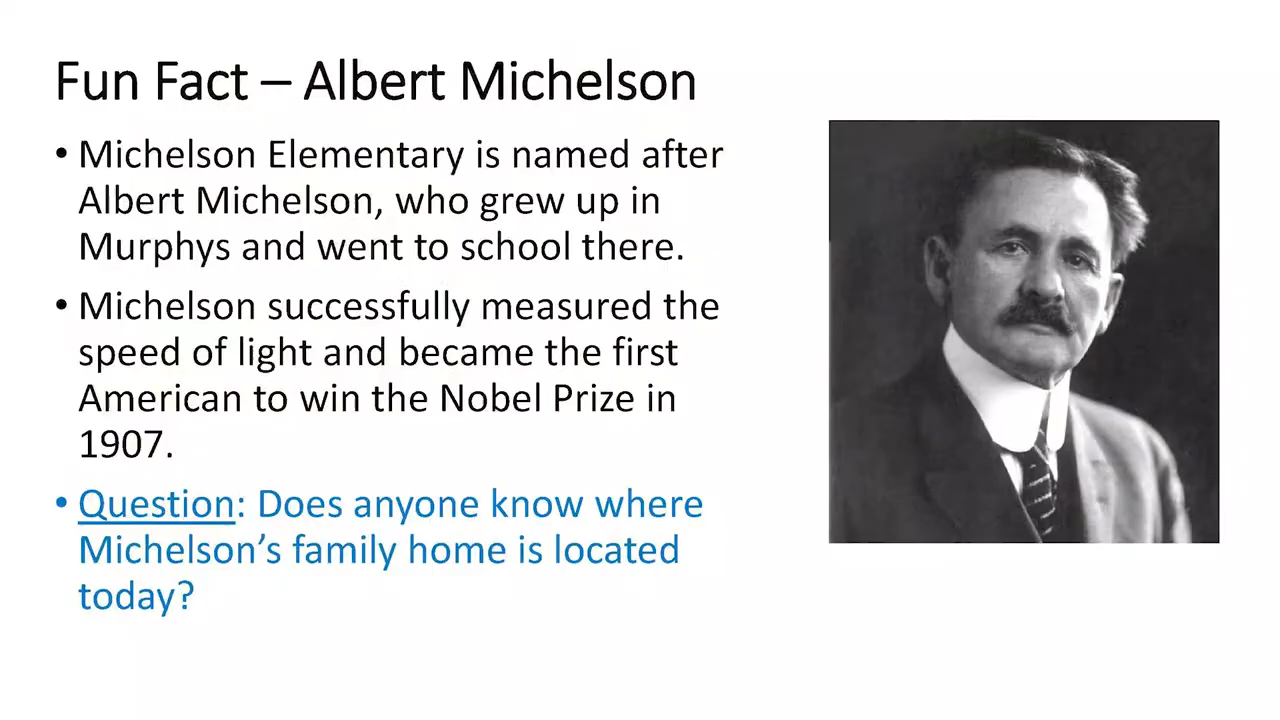 Fun Fact – Albert Michelson
• Michelson Elementary is named after
Albert Michelson, who grew up in
Murphys and went to school there.
• Michelson successfully measured the
speed of light and became the first
American to win the Nobel Prize in
1907.
• Question: Does anyone know where
Michelson’s family home is located
today?